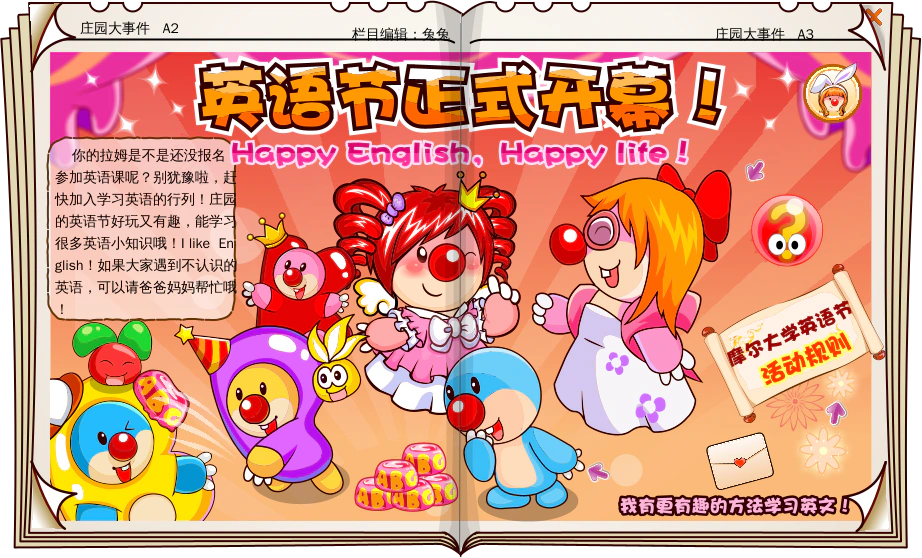 庄园大事件 A2
栏目编辑：兔兔
庄园大事件 A3
英语节正式开幕！
Happy English, Happy life！
你的拉姆是不是还没报名
参加英语课呢？别犹豫啦，赶
快加入学习英语的行列！庄园
的英语节好玩又有趣，能学习
很多英语小知识哦！I like En
glish！如果大家遇到不认识的
英语，可以请爸爸妈妈帮忙哦
！
摩尔大学英语节
活动规则
ABC
ABC
ABC
ABC
ABC
我有更有趣的方法学习英文！